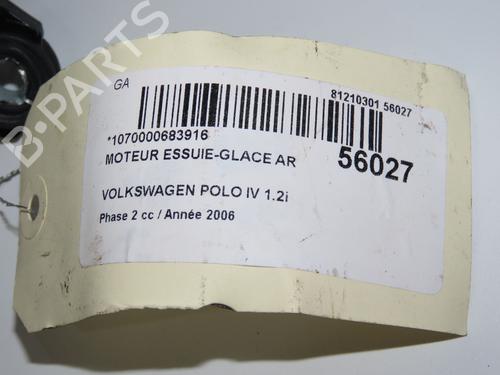 GA
81210301 56027
*1070000683916
56027
MOTEUR ESSUIE-GLACE AR
VOLKSWAGEN POLO IV 1.2i
Phase 2 cc / Année 2006
B-PARTS